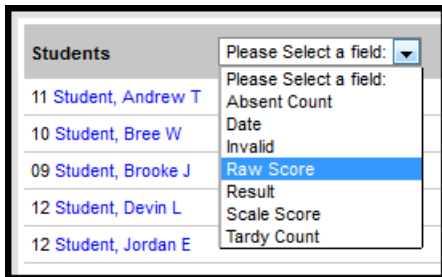 Students Please Select a field:
Please Select a field:
11 Student, Andrew T Absent Count
10 Student, Bree W Date
Invalid
09 Student, Brooke J Raw Score
Result
12 Student, Devin L Scale Score
12 Student, Jordan E Tardy Count